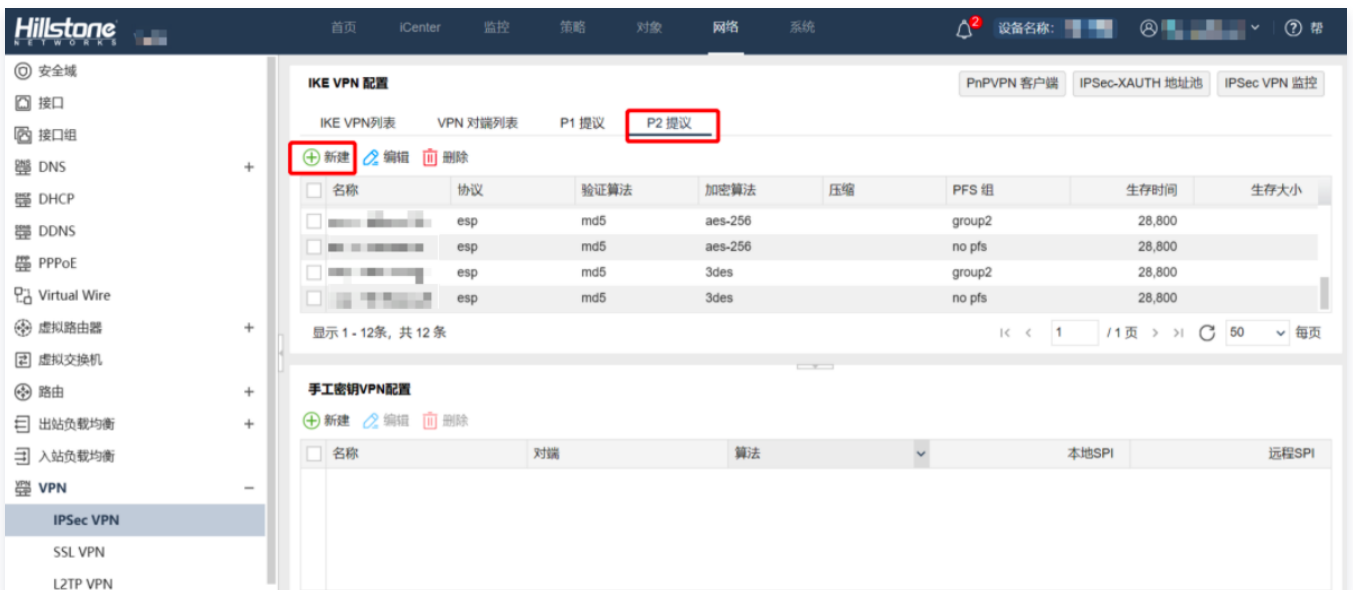 Hillstone 首页 iCenter 监控 策略 对象 网络 系统 2 设备名称: ? 帮
NETWORKS
安全域
接口
接口组
DNS +
DHCP
DDNS
PPPoE
Virtual Wire
虚拟路由器 +
虚拟交换机
路由 +
出站负载均衡 +
入站负载均衡
VPN −
IPSec VPN
SSL VPN
L2TP VPN
IKE VPN 配置 PnPVPN 客户端 IPSec-XAUTH 地址池 IPSec VPN 监控
IKE VPN列表 VPN 对端列表 P1 提议 P2 提议
新建 编辑 删除
名称 协议 验证算法 加密算法 压缩 PFS 组 生存时间 生存大小
esp md5 aes-256 group2 28,800
esp md5 aes-256 no pfs 28,800
esp md5 3des group2 28,800
esp md5 3des no pfs 28,800
显示 1 - 12条, 共 12 条 1 / 1 页 50 每页
手工密钥VPN配置
新建 编辑 删除
名称 对端 算法 本地SPI 远程SPI